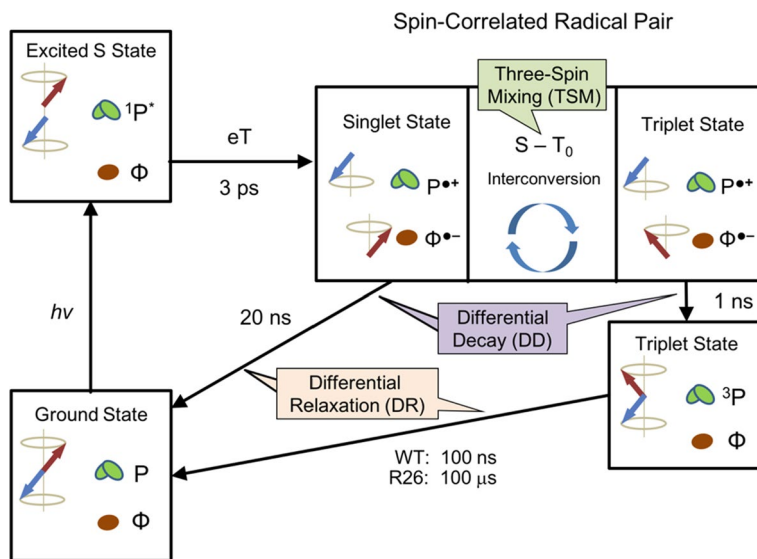 Spin-Correlated Radical Pair
Excited S State
¹P*
Φ
eT
3 ps
Three-Spin
Mixing (TSM)
Singlet State
P●+
Φ●−
S – T₀
Interconversion
Triplet State
P●+
Φ●−
hν
20 ns
Differential
Decay (DD)
1 ns
Differential
Relaxation (DR)
Triplet State
³P
Φ
Ground State
P
Φ
WT: 100 ns
R26: 100 μs